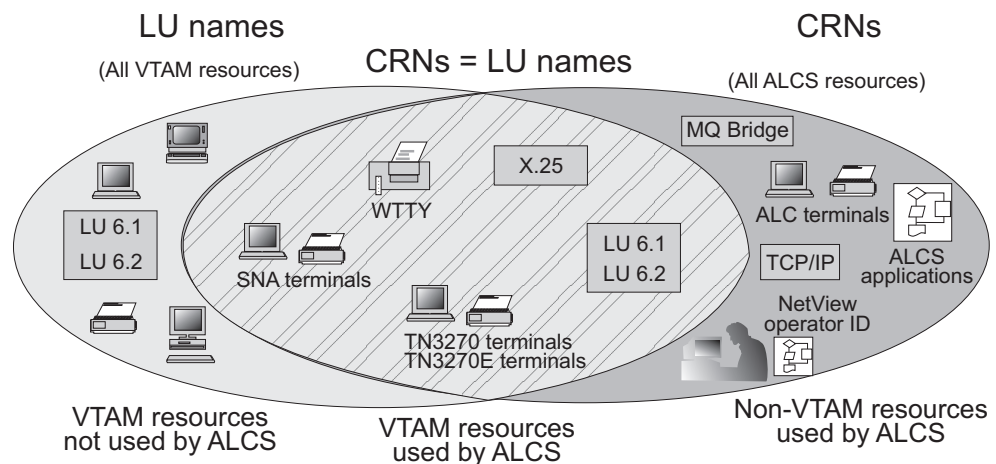 LU names
(All VTAM resources)
CRNs = LU names
CRNs
(All ALCS resources)
MQ Bridge
X.25
WTTY
ALC terminals
LU 6.1
LU 6.2
LU 6.1
LU 6.2
SNA terminals
TCP/IP
ALCS
applications
NetView
operator ID
TN3270 terminals
TN3270E terminals
VTAM resources
not used by ALCS
VTAM resources
used by ALCS
Non-VTAM resources
used by ALCS